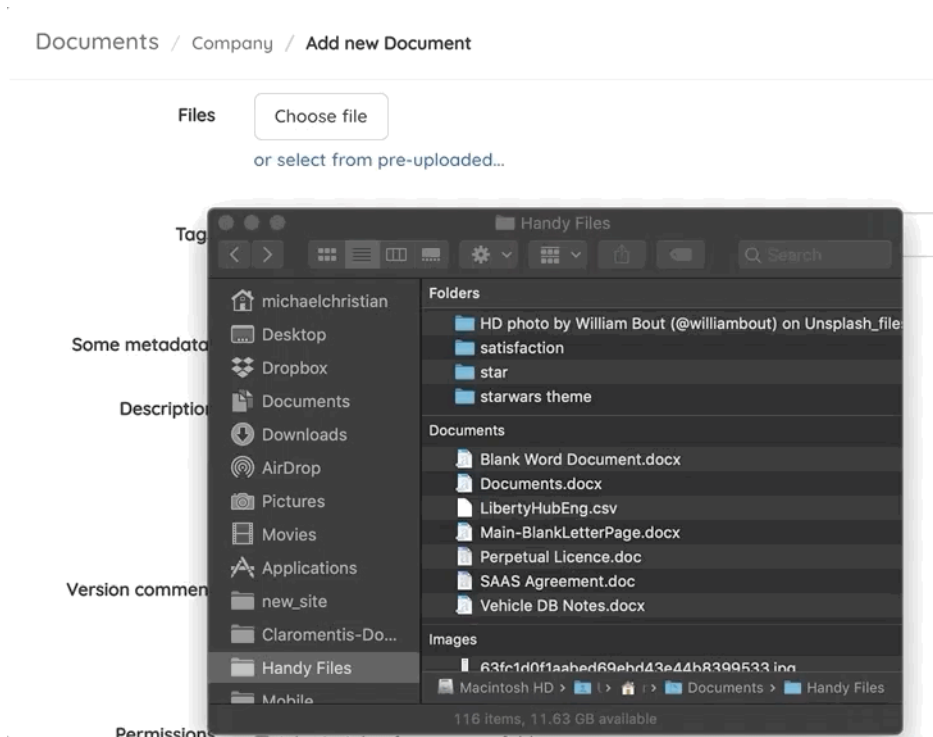 Documents / Company / Add new Document
Files
Choose file
or select from pre-uploaded...
Handy Files
Tag
Search
michaelchristian
Desktop
Dropbox
Documents
Downloads
AirDrop
Pictures
Movies
Applications
new_site
Claromentis-Do...
Handy Files
Mobile
Folders
HD photo by William Bout (@williambout) on Unsplash_file
satisfaction
star
starwars theme
Documents
Blank Word Document.docx
Documents.docx
LibertyHubEng.csv
Main-BlankLetterPage.docx
Perpetual Licence.doc
SAAS Agreement.doc
Vehicle DB Notes.docx
Images
Macintosh HD > > > Documents > Handy Files
116 items, 11.63 GB available
Some metadata
Description
Version commen
Permissions